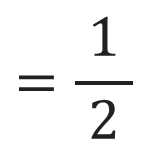 = 1/2